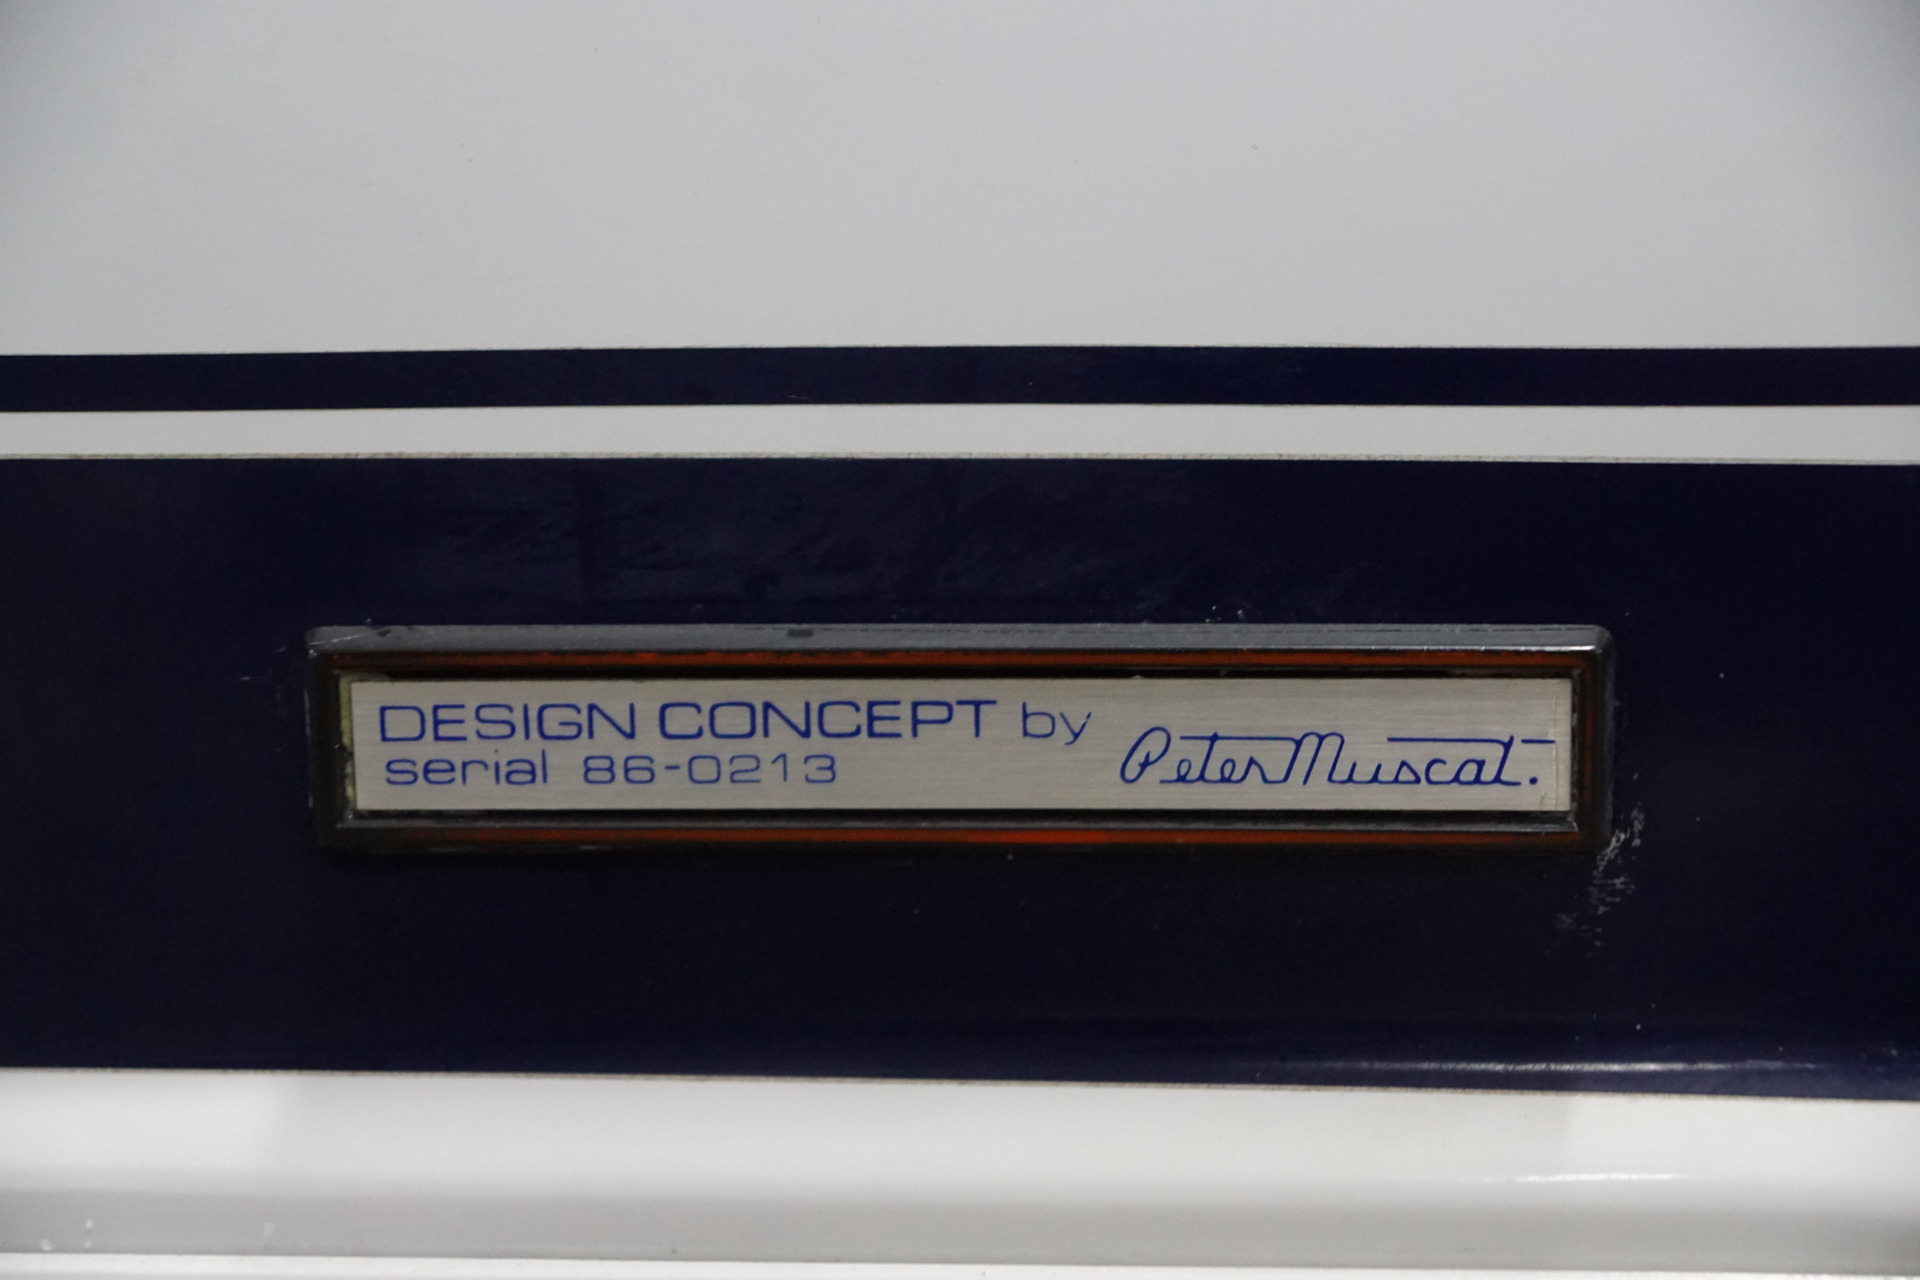 DESIGN CONCEPT by Peter Muscat.
serial 86-0213